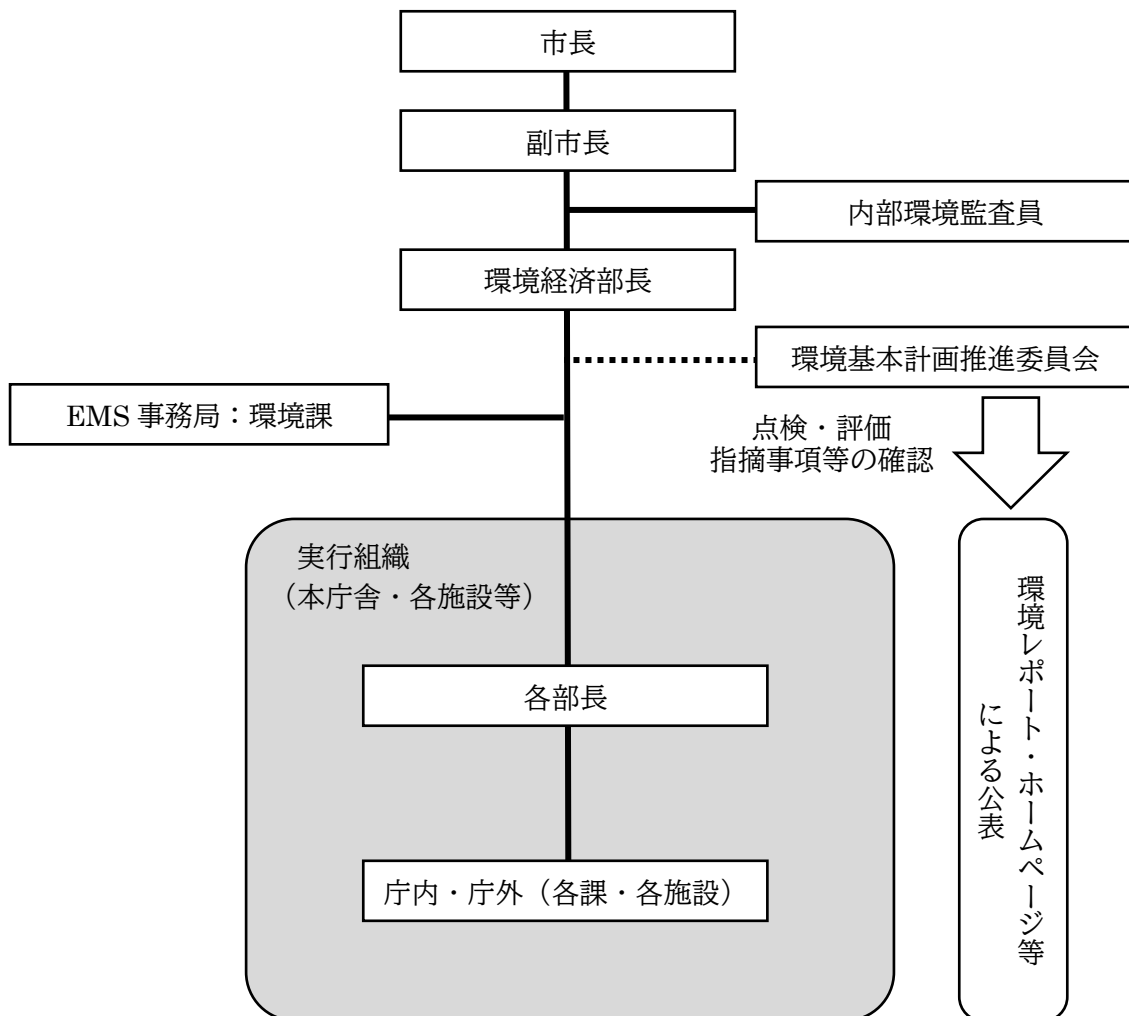 市長
副市長
内部環境監査員
環境経済部長
環境基本計画推進委員会
EMS 事務局：環境課
点検・評価
指摘事項等の確認
実行組織
（本庁舎・各施設等）
各部長
庁内・庁外（各課・各施設）
環境レポート・ホームページ等
による公表